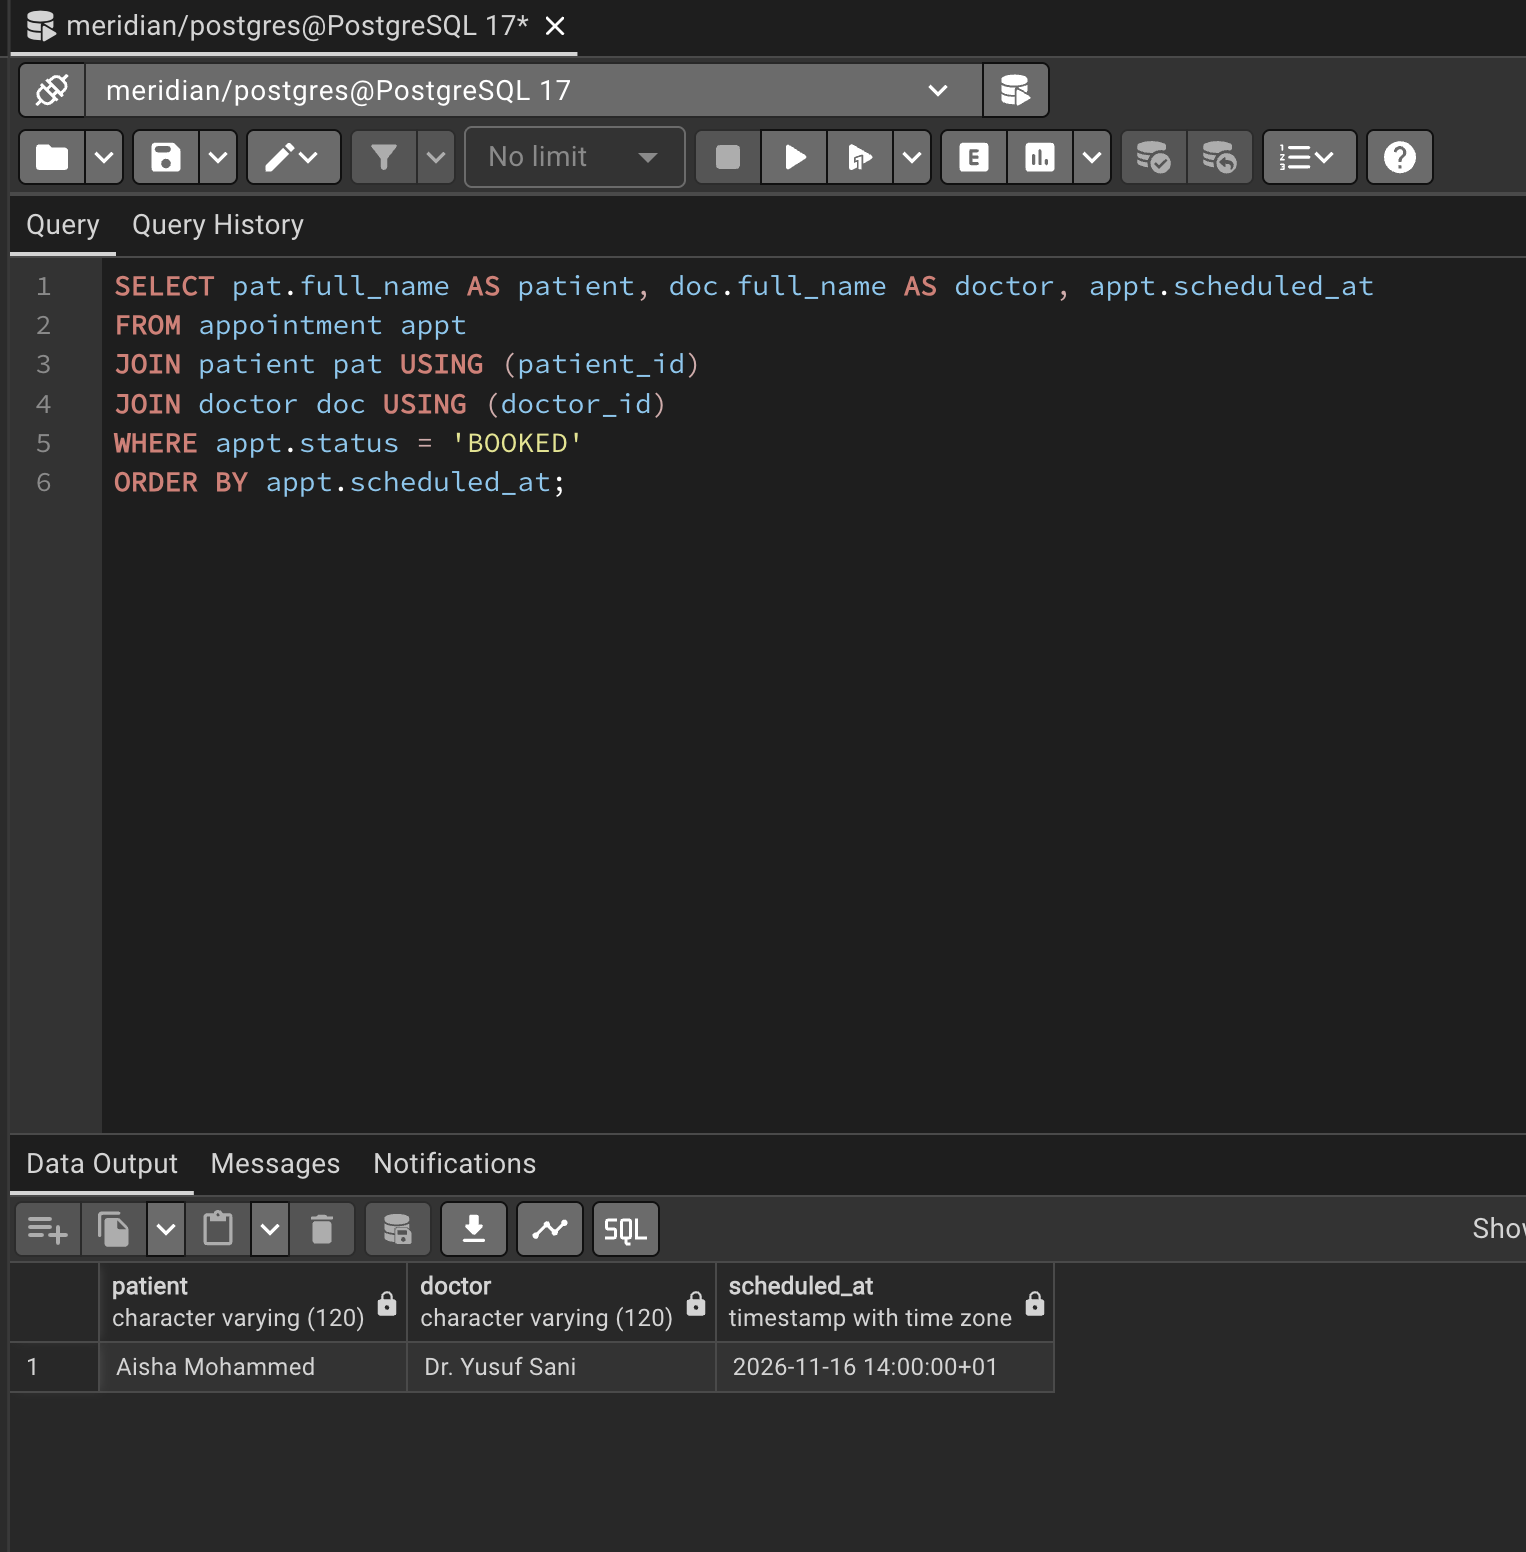 meridian/postgres@PostgreSQL 17*
meridian/postgres@PostgreSQL 17
No limit
E
Query Query History
1 SELECT pat.full_name AS patient, doc.full_name AS doctor, appt.scheduled_at
2 FROM appointment appt
3 JOIN patient pat USING (patient_id)
4 JOIN doctor doc USING (doctor_id)
5 WHERE appt.status = 'BOOKED'
6 ORDER BY appt.scheduled_at;
Data Output Messages Notifications
SQL
patient doctor scheduled_at
character varying (120) character varying (120) timestamp with time zone
1 Aisha Mohammed Dr. Yusuf Sani 2026-11-16 14:00:00+01